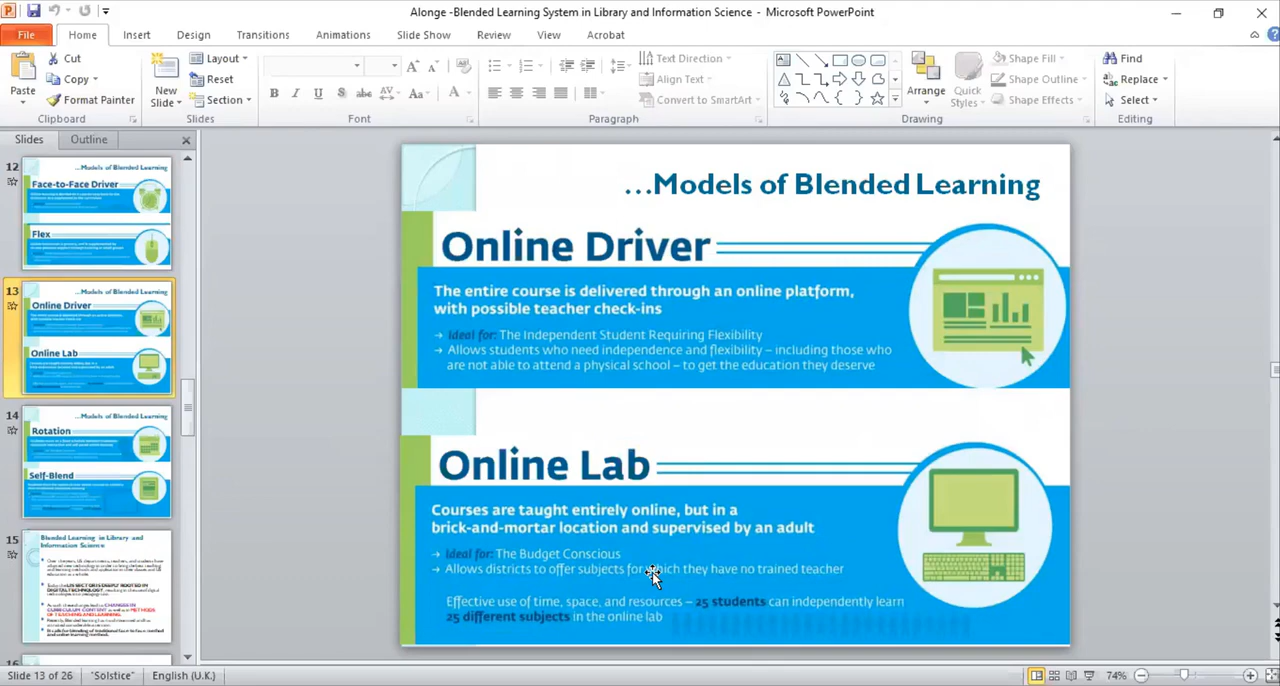 Alonge -Blended Learning System in Library and Information Science - Microsoft PowerPoint
File Home Insert Design Transitions Animations Slide Show Review View Acrobat
Paste
Cut
Copy
Format Painter
Clipboard
New Slide
Layout
Reset
Section
Slides
Font
Paragraph
Text Direction
Align Text
Convert to SmartArt
Arrange
Quick Styles
Shape Fill
Shape Outline
Shape Effects
Drawing
Find
Replace
Select
Editing
Slides Outline
12
...Models of Blended Learning
Face-to-Face Driver
Flex
13
...Models of Blended Learning
Online Driver
Online Lab
14
...Models of Blended Learning
Rotation
Self-Blend
15
Blended Learning in Library and
Information Science
16
...Models of Blended Learning
Online Driver
The entire course is delivered through an online platform,
with possible teacher check-ins
→ Ideal for: The Independent Student Requiring Flexibility
→ Allows students who need independence and flexibility – including those who
are not able to attend a physical school – to get the education they deserve
Online Lab
Courses are taught entirely online, but in a
brick-and-mortar location and supervised by an adult
→ Ideal for: The Budget Conscious
→ Allows districts to offer subjects for which they have no trained teacher
Effective use of time, space, and resources – 25 students can independently learn
25 different subjects in the online lab
Slide 13 of 26 "Solstice" English (U.K.) 74%